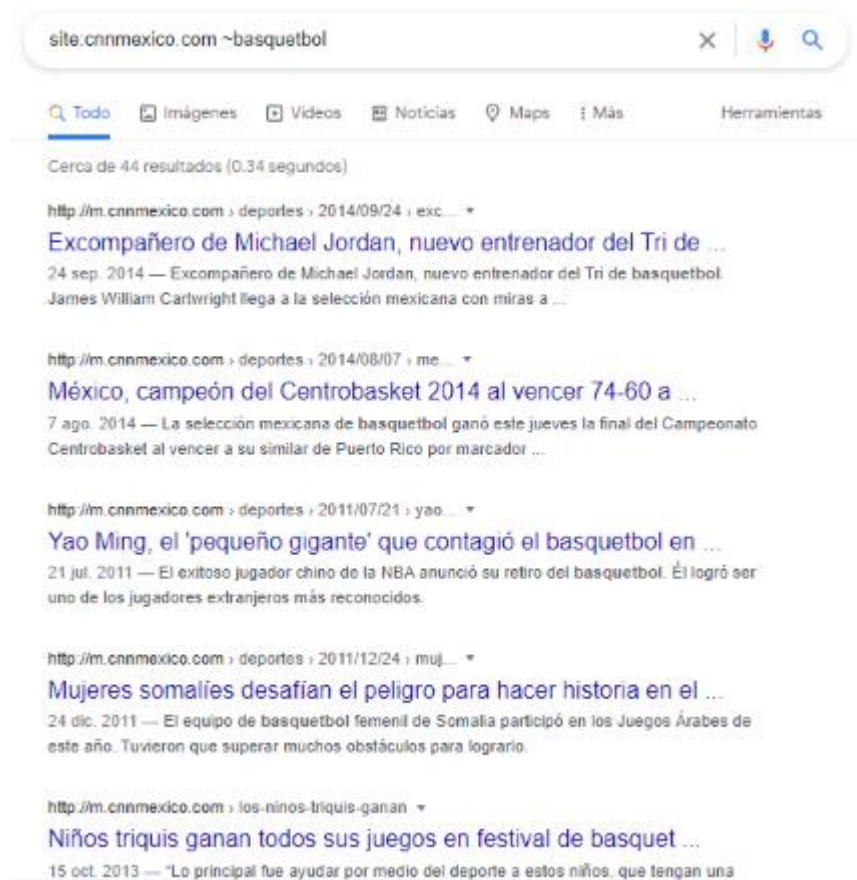 site:cnnmexico.com ~basquetbol
Todo Imágenes Videos Noticias Maps Más Herramientas
Cerca de 44 resultados (0.34 segundos)
http://m.cnnmexico.com › deportes › 2014/09/24 › exc...
Excompañero de Michael Jordan, nuevo entrenador del Tri de ...
24 sep. 2014 — Excompañero de Michael Jordan, nuevo entrenador del Tri de basquetbol.
James William Cartwright llega a la selección mexicana con miras a ...
http://m.cnnmexico.com › deportes › 2014/08/07 › me...
México, campeón del Centrobasket 2014 al vencer 74-60 a ...
7 ago. 2014 — La selección mexicana de basquetbol ganó este jueves la final del Campeonato
Centrobasket al vencer a su similar de Puerto Rico por marcador ...
http://m.cnnmexico.com › deportes › 2011/07/21 › yao...
Yao Ming, el 'pequeño gigante' que contagió el basquetbol en ...
21 jul. 2011 — El exitoso jugador chino de la NBA anunció su retiro del basquetbol. Él logró ser
uno de los jugadores extranjeros más reconocidos.
http://m.cnnmexico.com › deportes › 2011/12/24 › muj...
Mujeres somalíes desafían el peligro para hacer historia en el ...
24 dic. 2011 — El equipo de basquetbol femenil de Somalia participó en los Juegos Árabes de
este año. Tuvieron que superar muchos obstáculos para lograrlo.
http://m.cnnmexico.com › los-ninos-triquis-ganan
Niños triquis ganan todos sus juegos en festival de basquet ...
15 oct. 2013 — "Lo principal fue ayudar por medio del deporte a estos niños, que tengan una